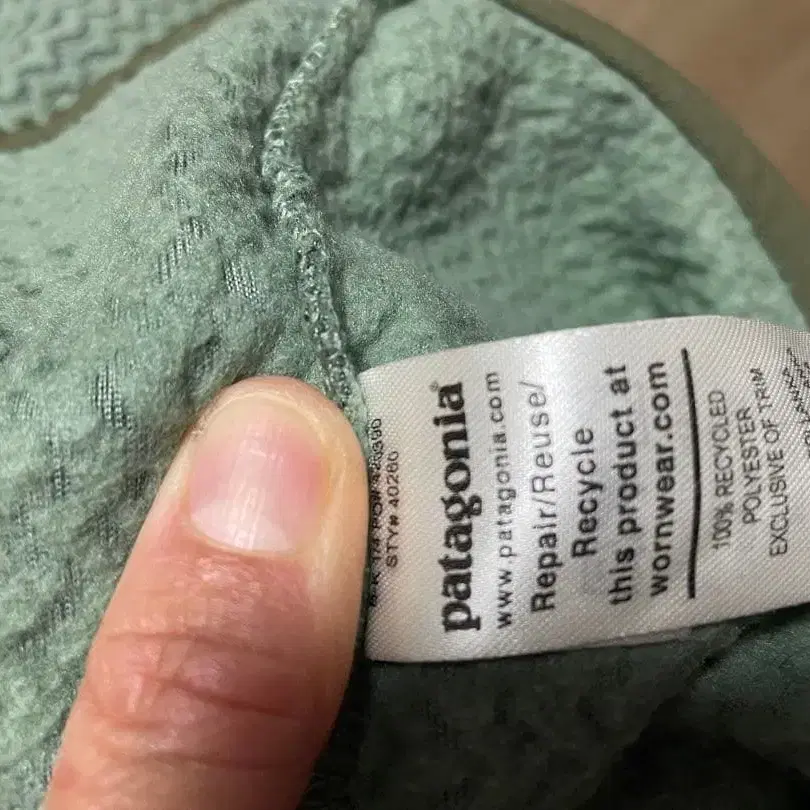 STY# 40260
patagonia®
www.patagonia.com
Repair/Reuse/
Recycle
this product at
wornwear.com
100% RECYCLED
POLYESTER
EXCLUSIVE OF TRIM